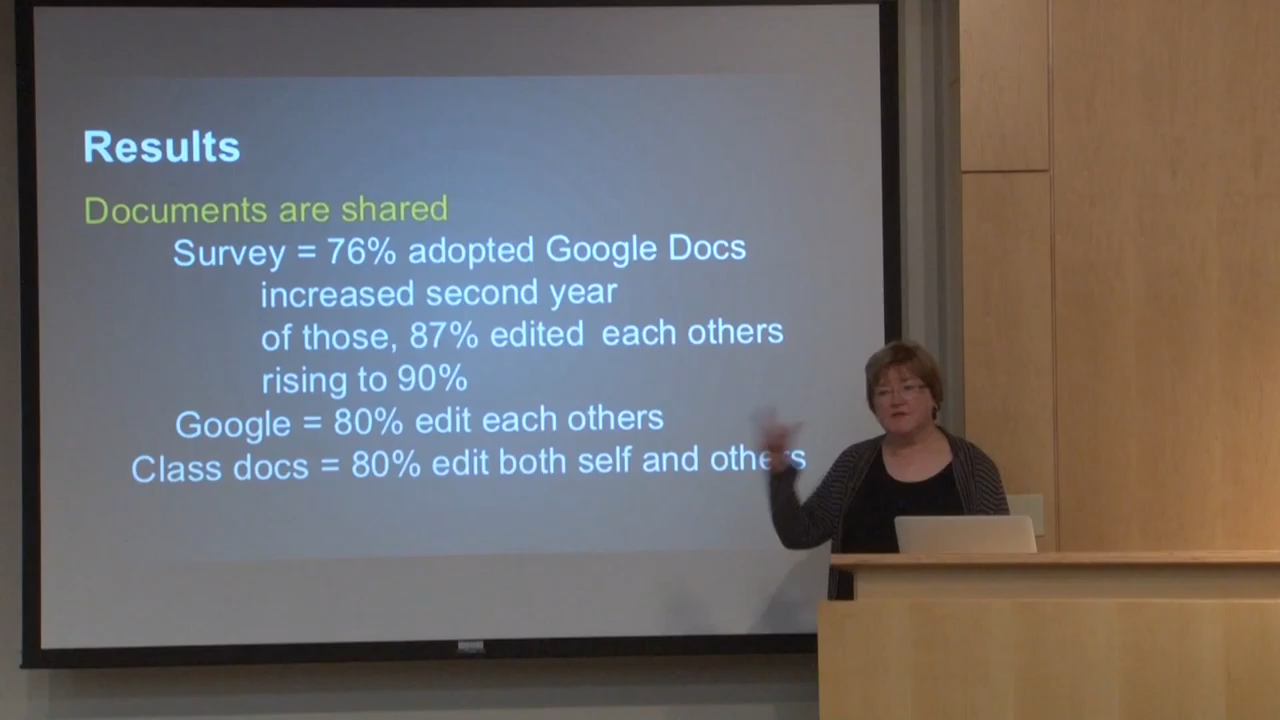 Results
Documents are shared
Survey = 76% adopted Google Docs
increased second year
of those, 87% edited each others
rising to 90%
Google = 80% edit each others
Class docs = 80% edit both self and others